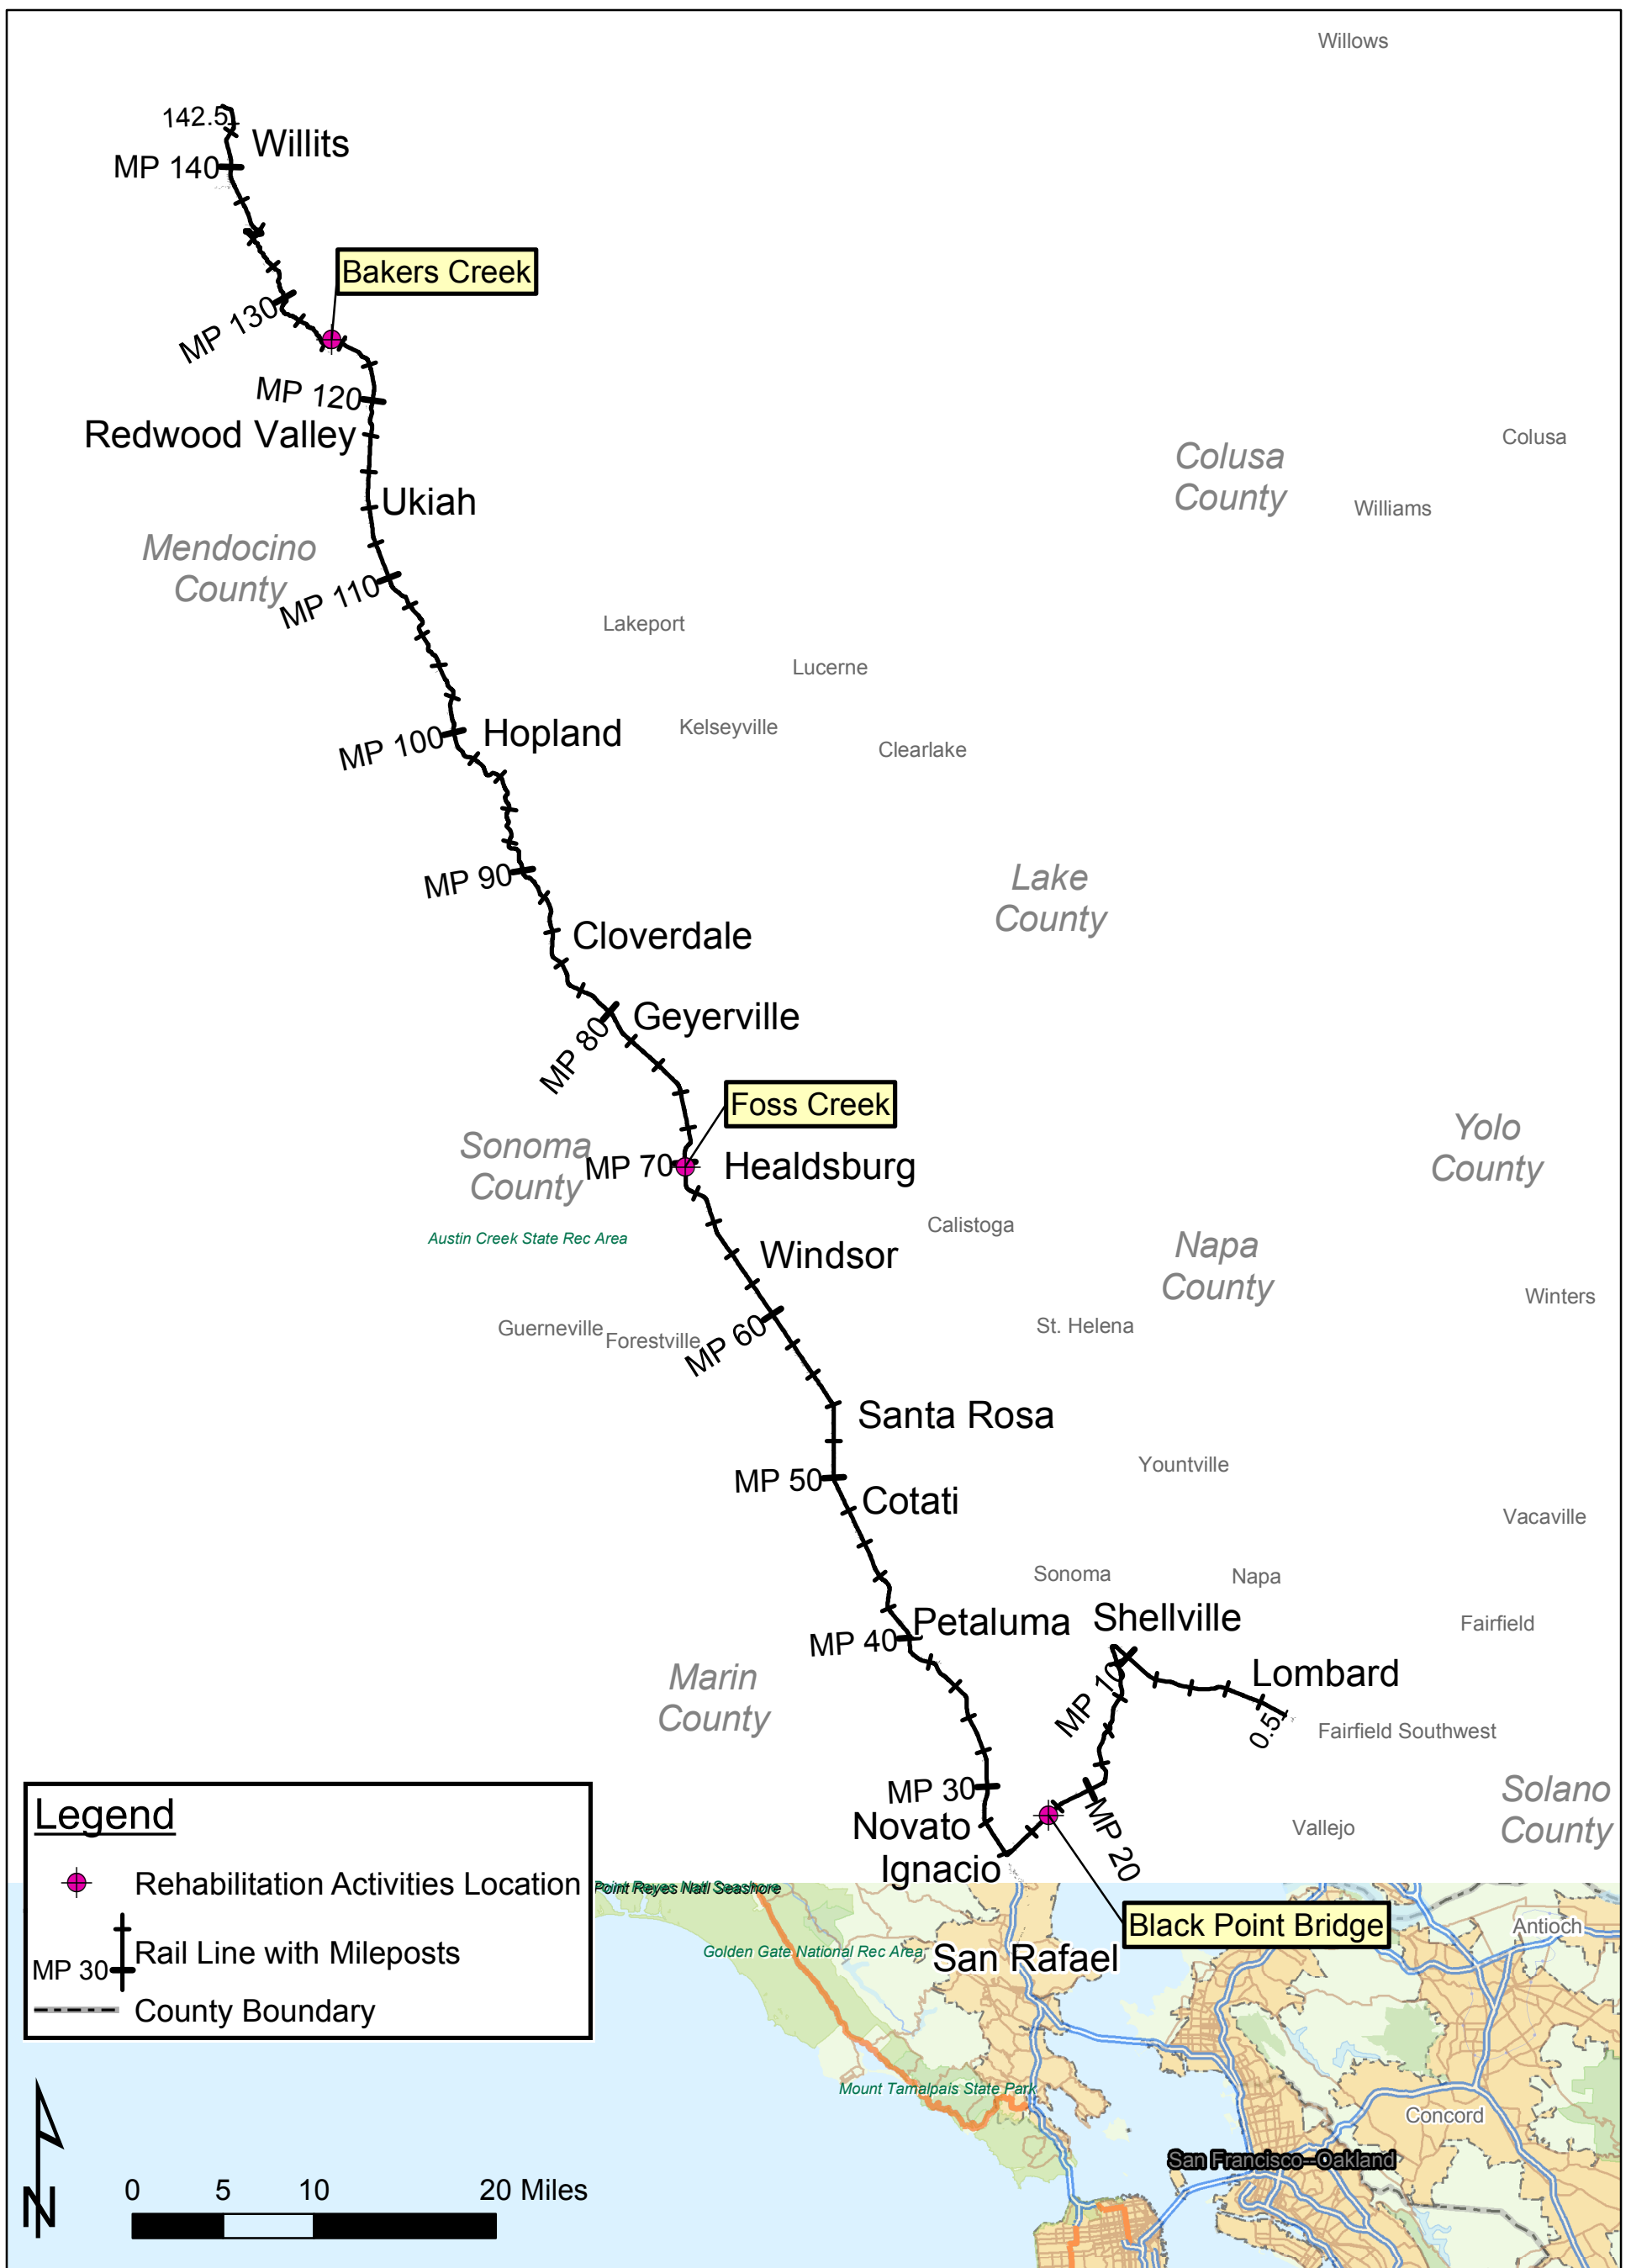 Willows
142.5
Willits
MP 140
Bakers Creek
MP 130
MP 120
Redwood Valley
Colusa
County
Colusa
Williams
Ukiah
Mendocino
County
MP 110
Lakeport
Lucerne
MP 100
Hopland
Kelseyville
Clearlake
MP 90
Lake
County
Cloverdale
Geyerville
MP 80
Foss Creek
Sonoma
County
MP 70
Healdsburg
Yolo
County
Austin Creek State Rec Area
Calistoga
Windsor
Napa
County
Winters
Guerneville
Forestville
MP 60
St. Helena
Santa Rosa
Yountville
MP 50
Cotati
Vacaville
Sonoma
Napa
Petaluma
Shellville
Fairfield
MP 40
Marin
County
MP 10
Lombard
0.5
Fairfield Southwest
MP 30
Novato
Ignacio
MP 20
Vallejo
Solano
County
Legend
Rehabilitation Activities Location
MP 30
Rail Line with Mileposts
County Boundary
Point Reyes Natl Seashore
Black Point Bridge
Antioch
Golden Gate National Rec Area
San Rafael
Mount Tamalpais State Park
Concord
San Francisco--Oakland
N
0 5 10 20 Miles